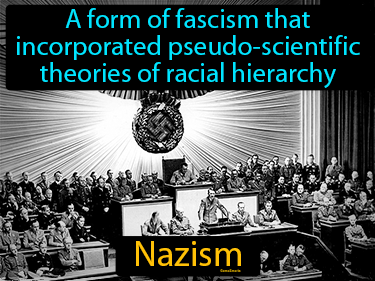 A form of fascism that
incorporated pseudo-scientific
theories of racial hierarchy
Nazism